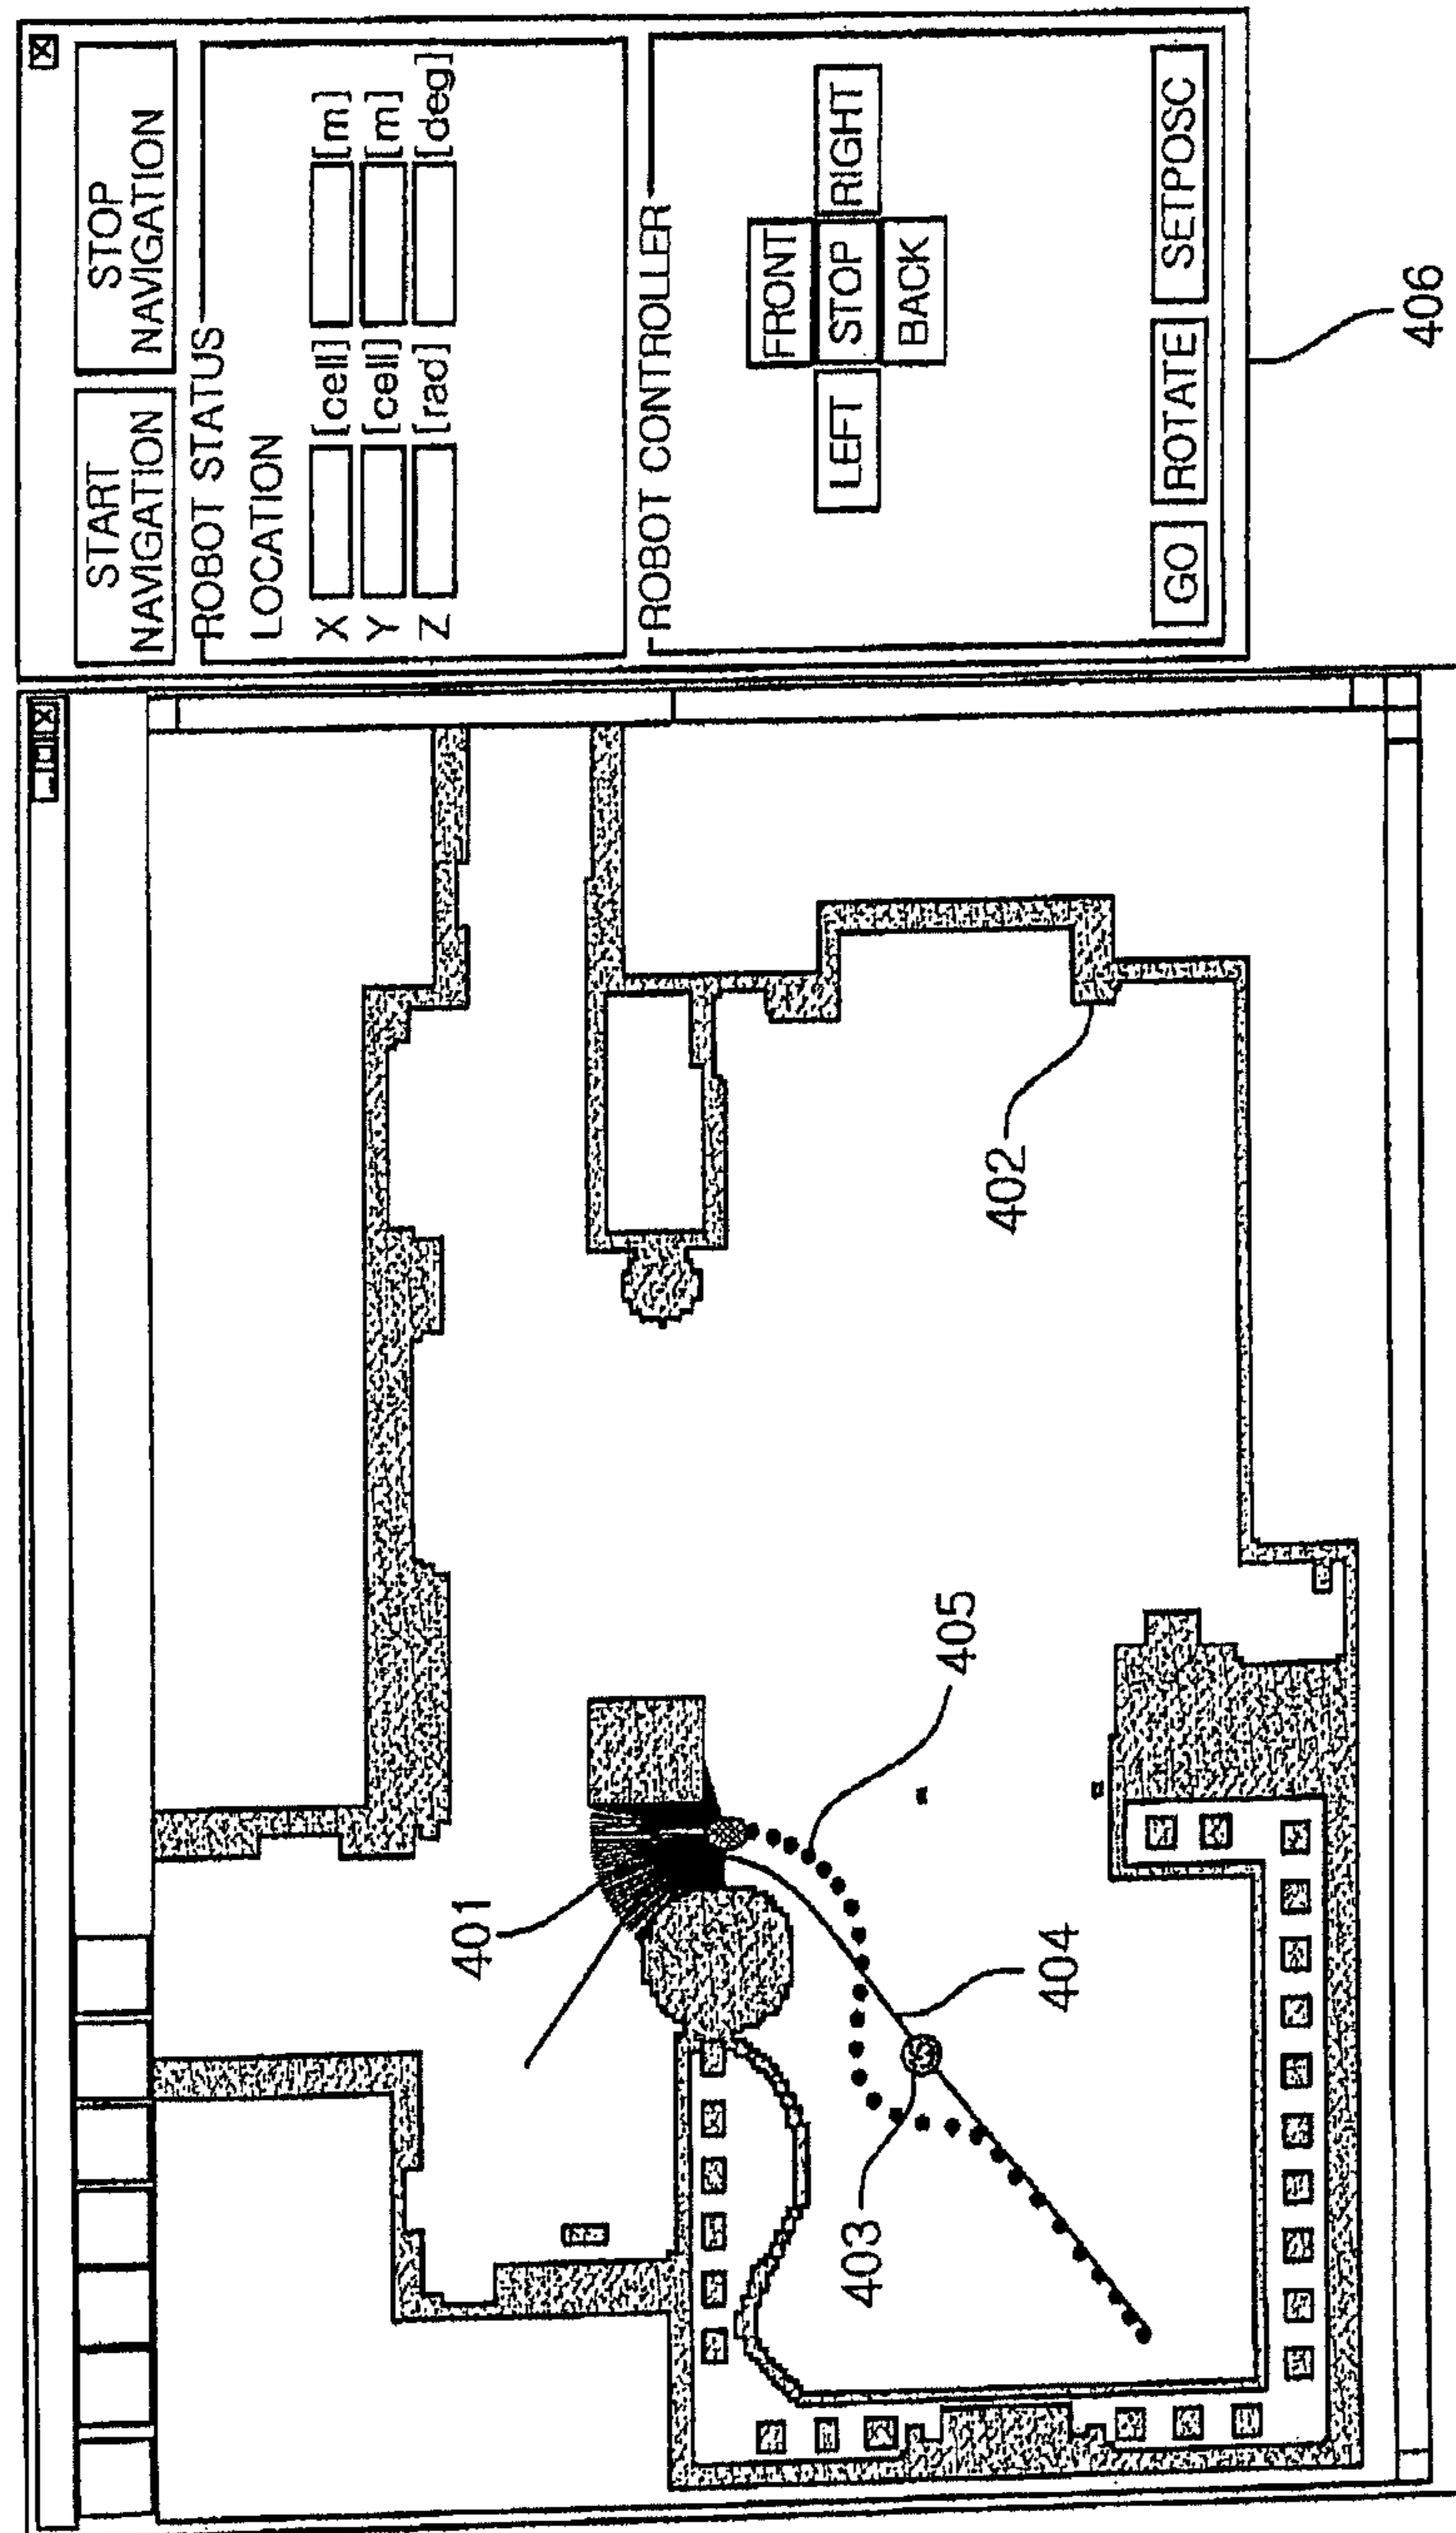 START
NAVIGATION
STOP
NAVIGATION
ROBOT STATUS
LOCATION
X [cell] [m]
Y [cell] [m]
Z [rad] [deg]
ROBOT CONTROLLER
FRONT
LEFT STOP RIGHT
BACK
GO ROTATE SETPOSC
401
402
403
404
405
406